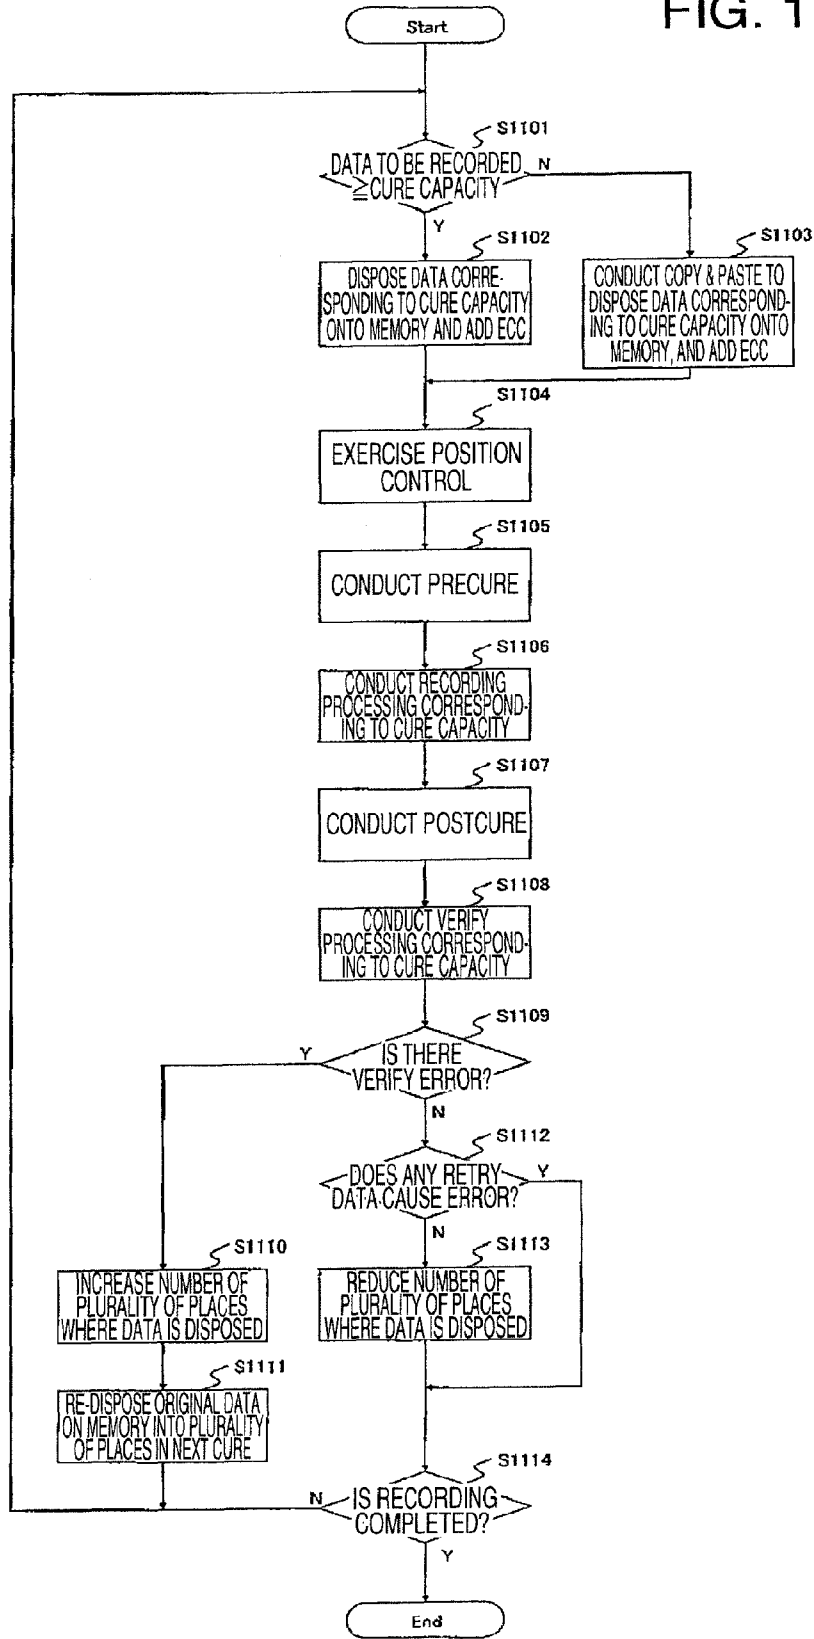 FIG. 1
Start
S1101
DATA TO BE RECORDED
≧CURE CAPACITY
N
Y
S1102
DISPOSE DATA CORRE-
SPONDING TO CURE CAPACITY
ONTO MEMORY AND ADD ECC
S1103
CONDUCT COPY & PASTE TO
DISPOSE DATA CORRESPOND-
ING TO CURE CAPACITY ONTO
MEMORY, AND ADD ECC
S1104
EXERCISE POSITION
CONTROL
S1105
CONDUCT PRECURE
S1106
CONDUCT RECORDING
PROCESSING CORRESPOND-
ING TO CURE CAPACITY
S1107
CONDUCT POSTCURE
S1108
CONDUCT VERIFY
PROCESSING CORRESPOND-
ING TO CURE CAPACITY
S1109
IS THERE
VERIFY ERROR?
Y
N
S1112
DOES ANY RETRY
DATA CAUSE ERROR?
Y
N
S1110
INCREASE NUMBER OF
PLURALITY OF PLACES
WHERE DATA IS DISPOSED
S1113
REDUCE NUMBER OF
PLURALITY OF PLACES
WHERE DATA IS DISPOSED
S1111
RE-DISPOSE ORIGINAL DATA
ON MEMORY INTO PLURALITY
OF PLACES IN NEXT CURE
S1114
IS RECORDING
COMPLETED?
N
Y
End